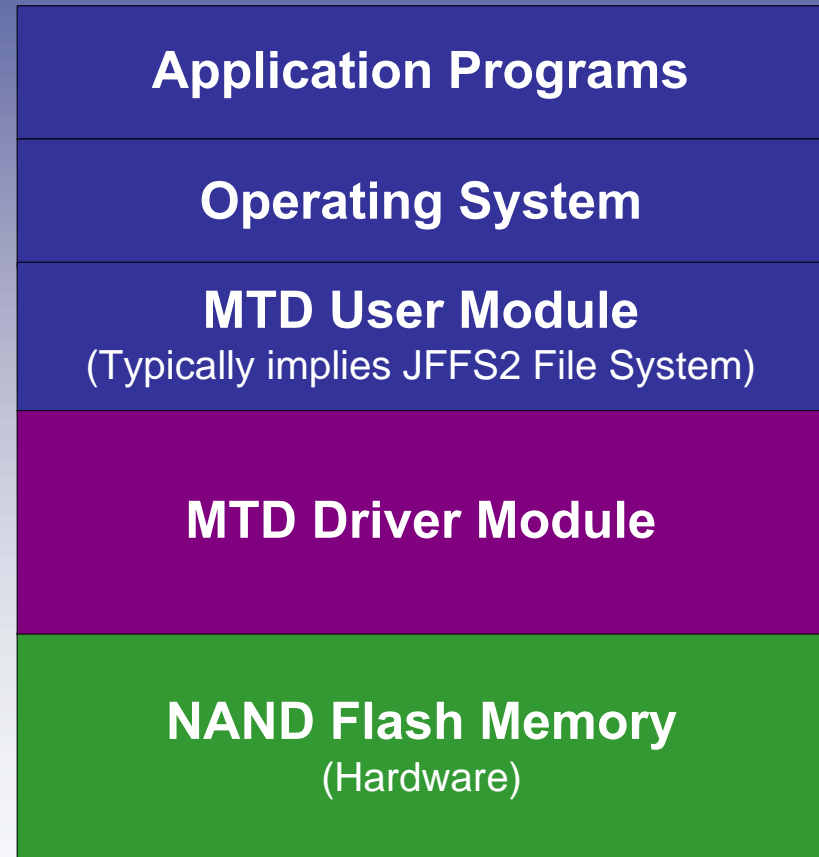 Application Programs
Operating System
MTD User Module
(Typically implies JFFS2 File System)
MTD Driver Module
NAND Flash Memory
(Hardware)